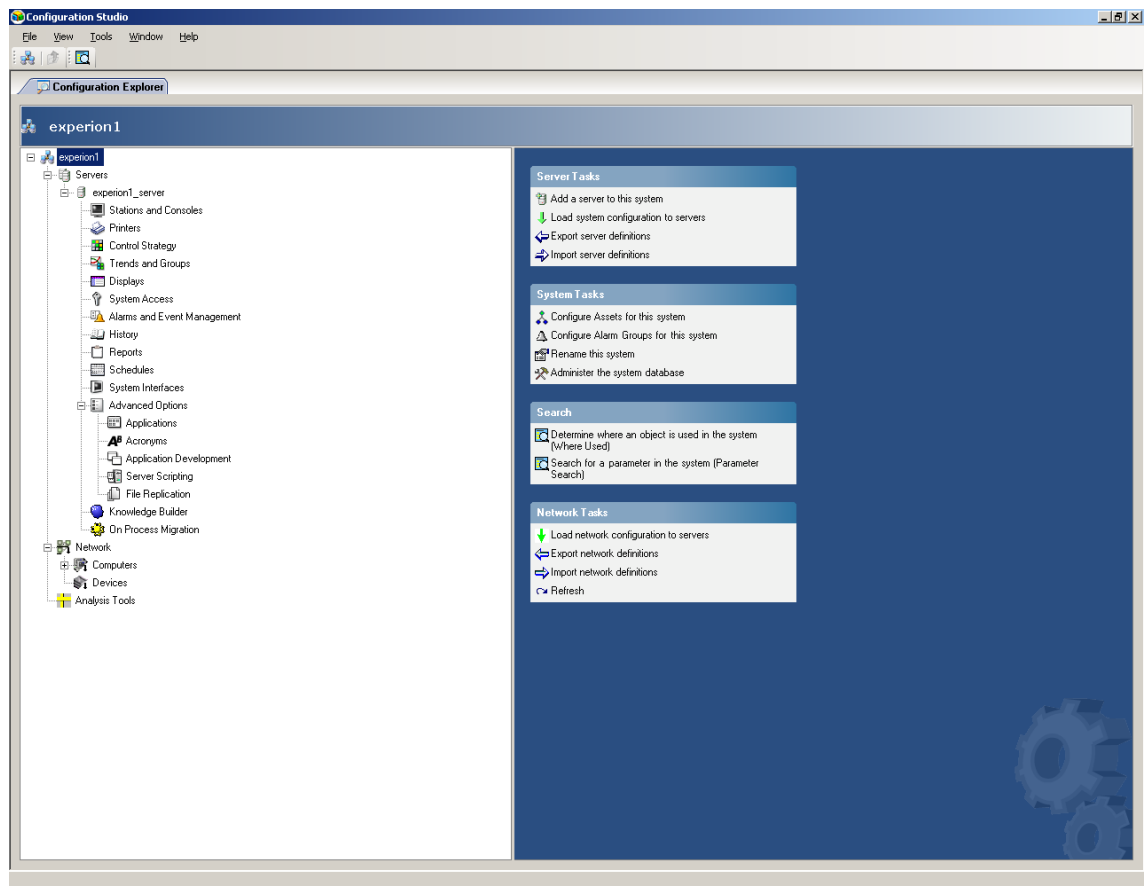 Configuration Studio
File View Tools Window Help
Configuration Explorer
experion1
experion1
Servers
experion1_server
Stations and Consoles
Printers
Control Strategy
Trends and Groups
Displays
System Access
Alarms and Event Management
History
Reports
Schedules
System Interfaces
Advanced Options
Applications
Acronyms
Application Development
Server Scripting
File Replication
Knowledge Builder
On Process Migration
Network
Computers
Devices
Analysis Tools
Server Tasks
Add a server to this system
Load system configuration to servers
Export server definitions
Import server definitions
System Tasks
Configure Assets for this system
Configure Alarm Groups for this system
Rename this system
Administer the system database
Search
Determine where an object is used in the system
(Where Used)
Search for a parameter in the system (Parameter
Search)
Network Tasks
Load network configuration to servers
Export network definitions
Import network definitions
Refresh